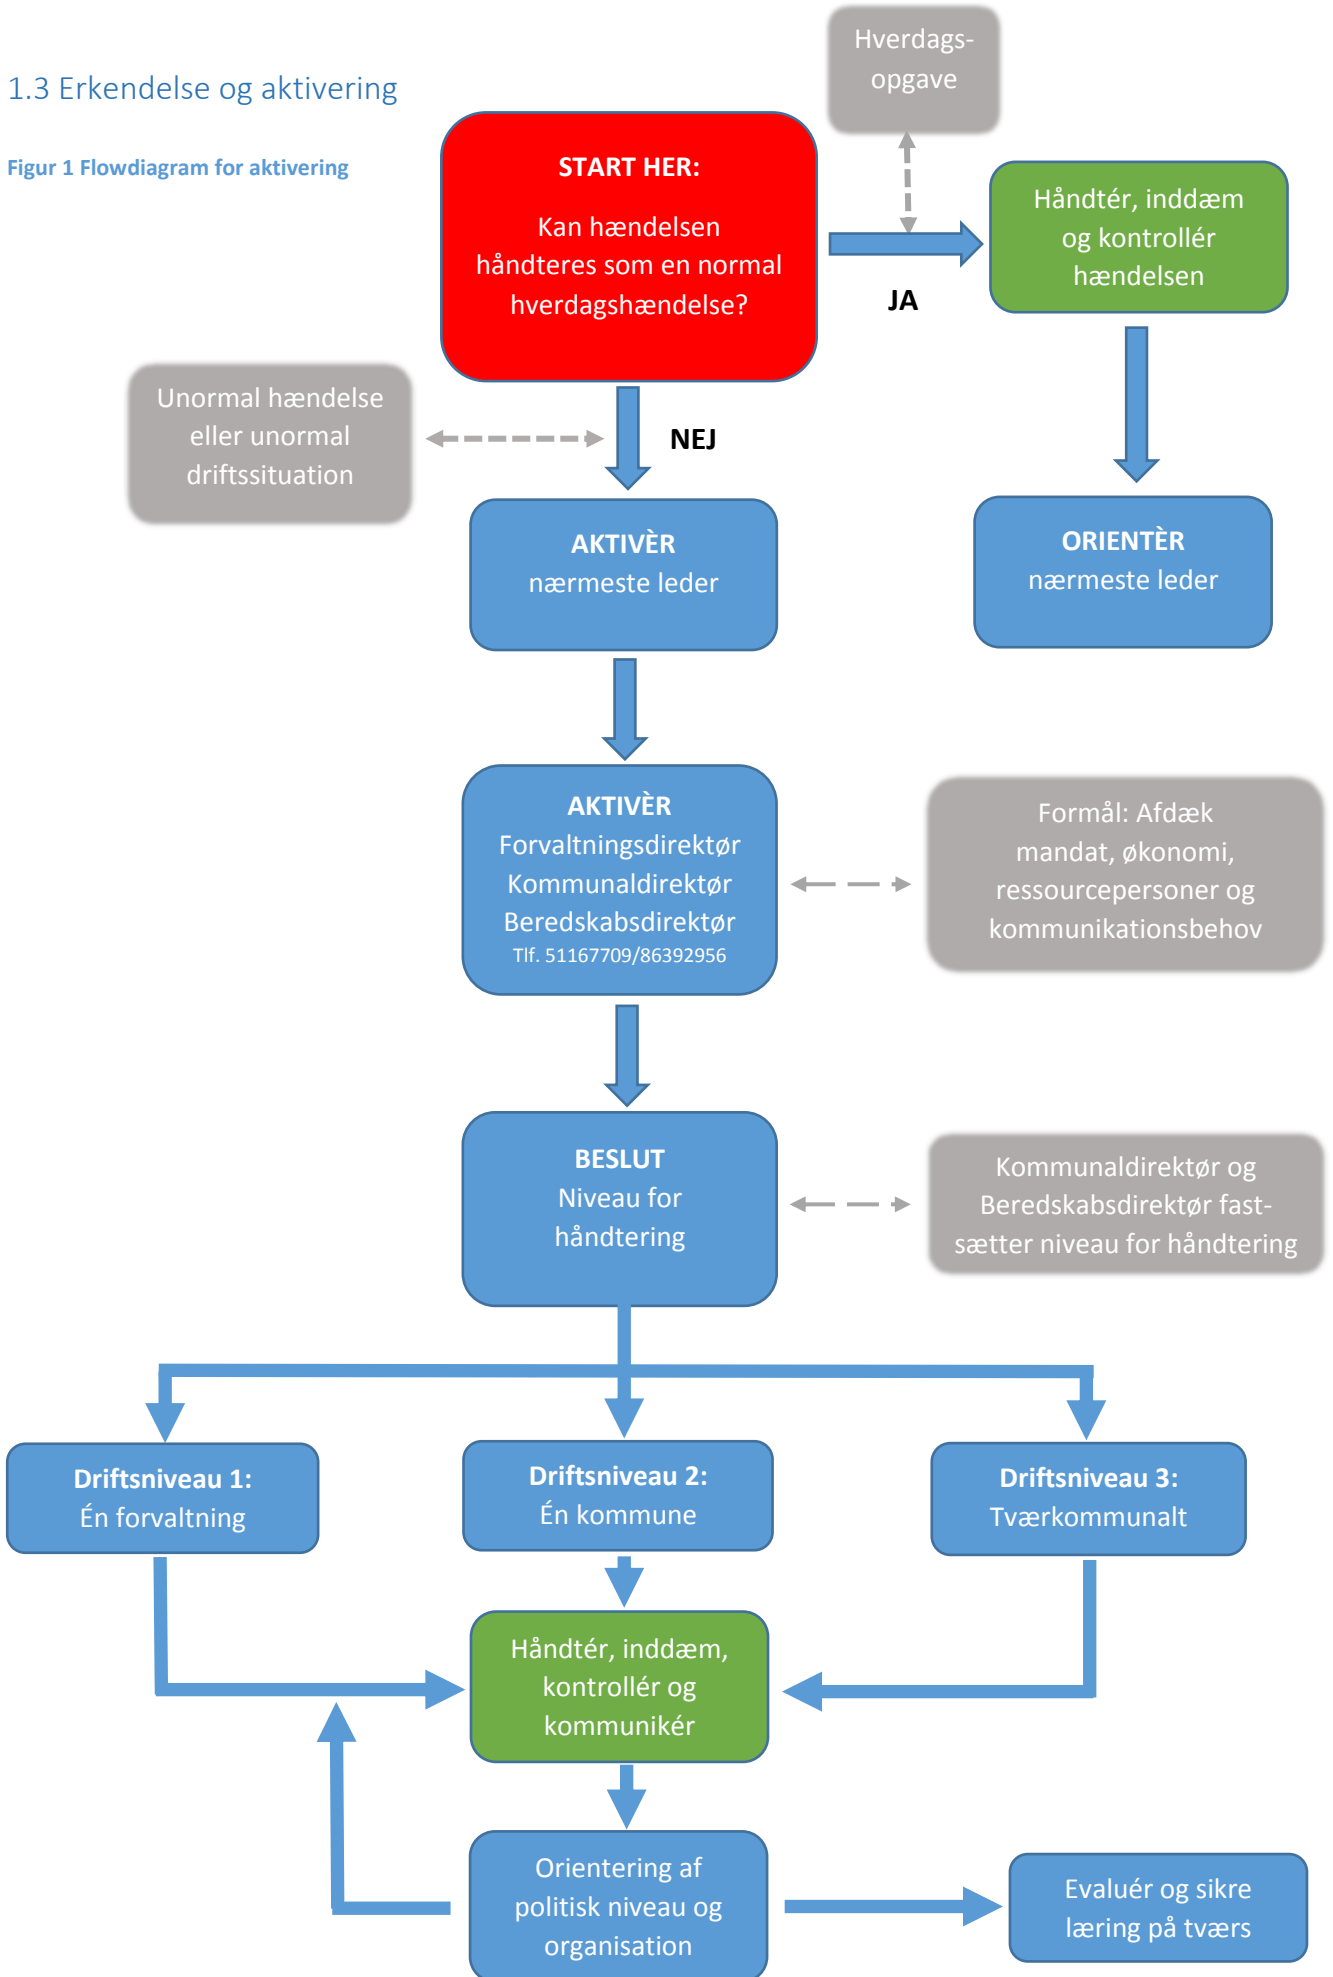 1.3 Erkendelse og aktivering
Figur 1 Flowdiagram for aktivering
Hverdags-
opgave
START HER:
Kan hændelsen
håndteres som en normal
hverdagshændelse?
JA
Håndtér, inddæm
og kontrollér
hændelsen
Unormal hændelse
eller unormal
driftssituation
NEJ
AKTIVÈR
nærmeste leder
ORIENTÈR
nærmeste leder
AKTIVÈR
Forvaltningsdirektør
Kommunaldirektør
Beredskabsdirektør
Tlf. 51167709/86392956
Formål: Afdæk
mandat, økonomi,
ressourcepersoner og
kommunikationsbehov
BESLUT
Niveau for
håndtering
Kommunaldirektør og
Beredskabsdirektør fast-
sætter niveau for håndtering
Driftsniveau 1:
Én forvaltning
Driftsniveau 2:
Én kommune
Driftsniveau 3:
Tværkommunalt
Håndtér, inddæm,
kontrollér og
kommunikér
Orientering af
politisk niveau og
organisation
Evaluér og sikre
læring på tværs